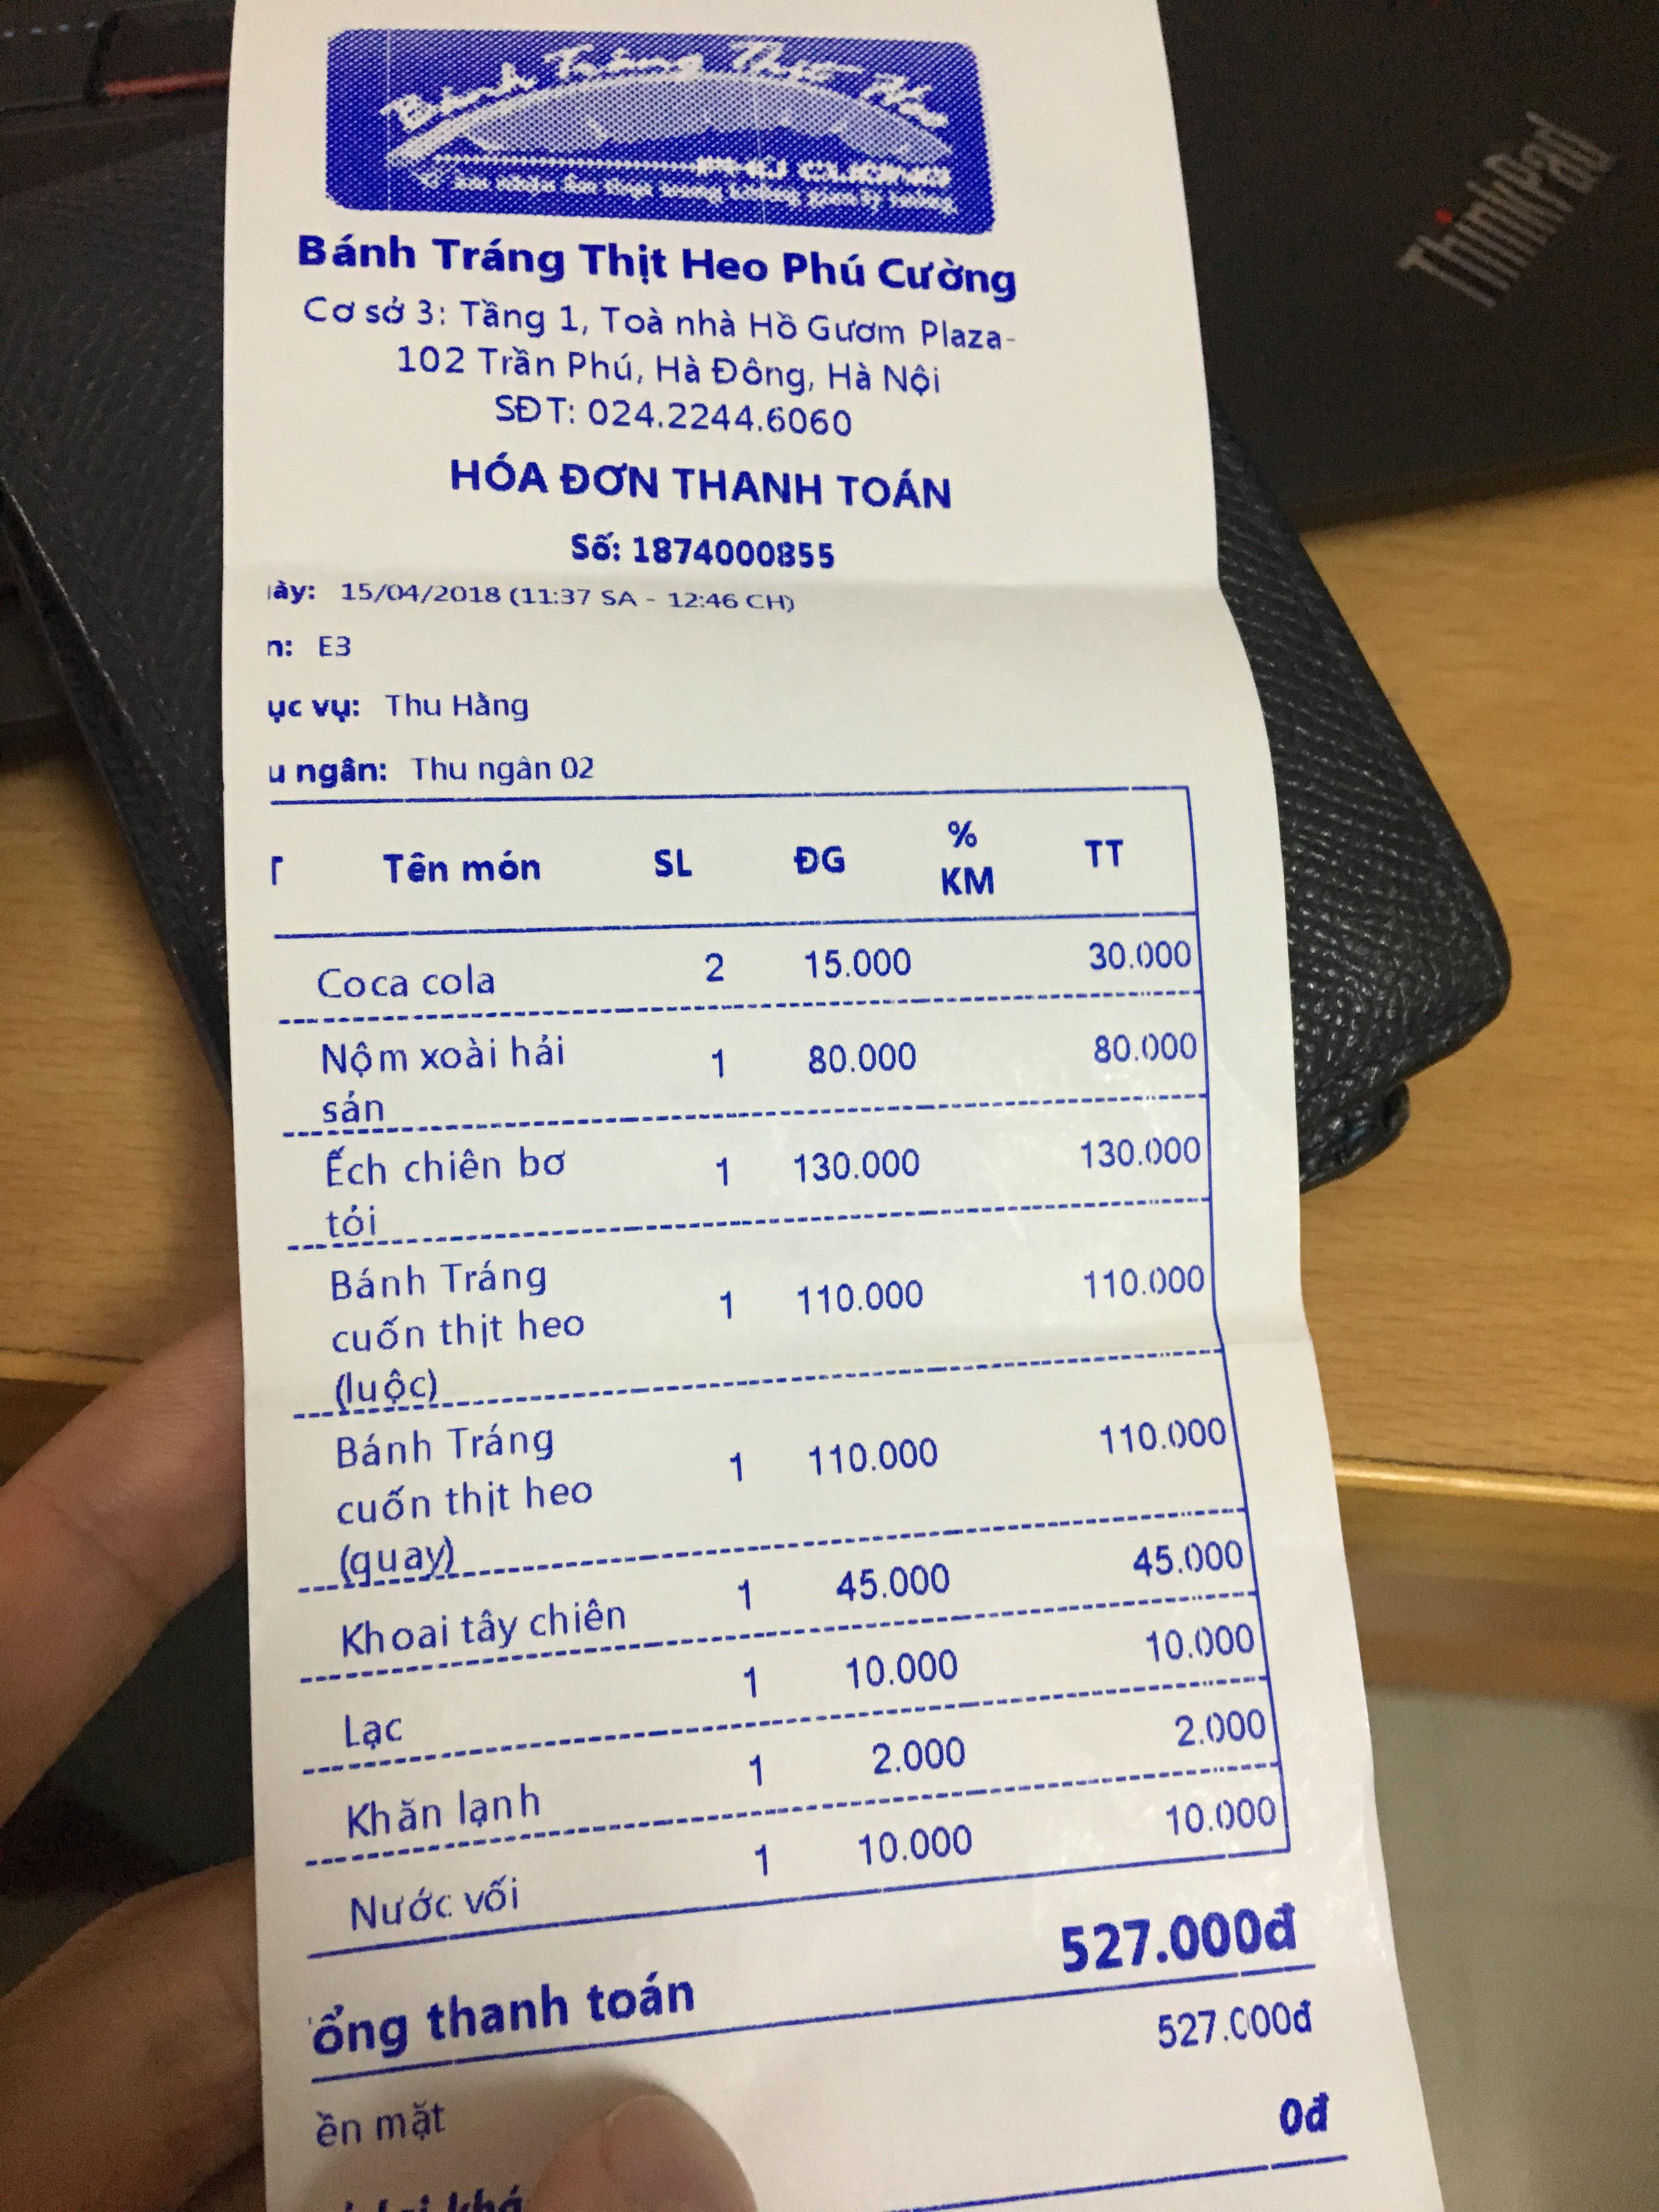 Bánh Tráng Thịt Heo
PHÚ CƯỜNG
Bánh Tráng Thịt Heo Phú Cường
Cơ sở 3: Tầng 1, Toà nhà Hồ Gươm Plaza-
102 Trần Phú, Hà Đông, Hà Nội
SĐT: 024.2244.6060
HÓA ĐƠN THANH TOÁN
Số: 1874000855
ày: 15/04/2018 (11:37 SA - 12:46 CH)
n: E3
ục vụ: Thu Hằng
u ngân: Thu ngân 02
T Tên món SL ĐG % KM TT
Coca cola 2 15.000 30.000
Nộm xoài hải 1 80.000 80.000
sản
Ếch chiên bơ 1 130.000 130.000
tỏi
Bánh Tráng
cuốn thịt heo 1 110.000 110.000
(luộc)
Bánh Tráng
cuốn thịt heo 1 110.000 110.000
(quay)
Khoai tây chiên 1 45.000 45.000
Lạc 1 10.000 10.000
Khăn lạnh 1 2.000 2.000
Nước vối 1 10.000 10.000
ổng thanh toán 527.000đ
ền mặt 527.000đ
0đ
ThinkPad